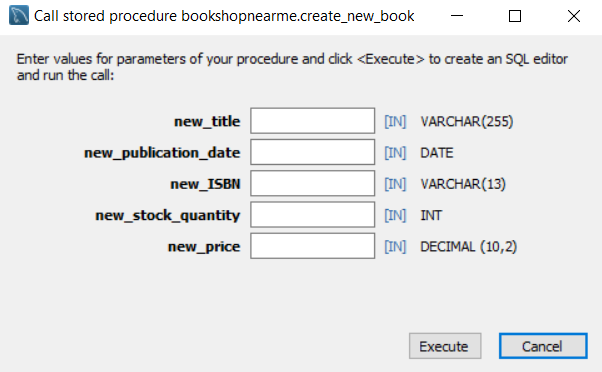 Call stored procedure bookshopnearme.create_new_book
Enter values for parameters of your procedure and click <Execute> to create an SQL editor
and run the call:
new_title [IN] VARCHAR(255)
new_publication_date [IN] DATE
new_ISBN [IN] VARCHAR(13)
new_stock_quantity [IN] INT
new_price [IN] DECIMAL (10,2)
Execute Cancel